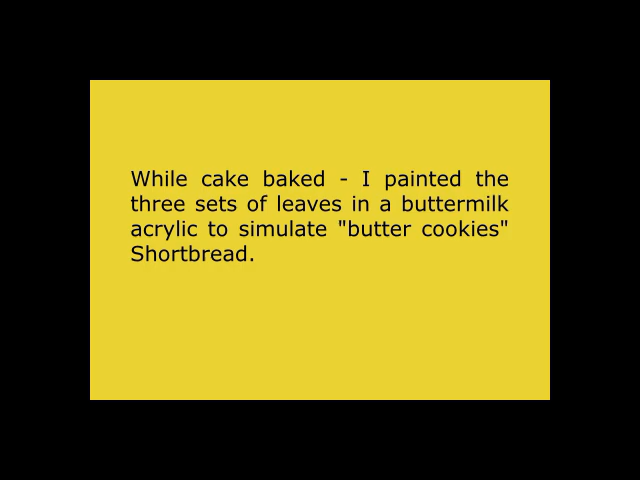 While cake baked - I painted the
three sets of leaves in a buttermilk
acrylic to simulate "butter cookies"
Shortbread.